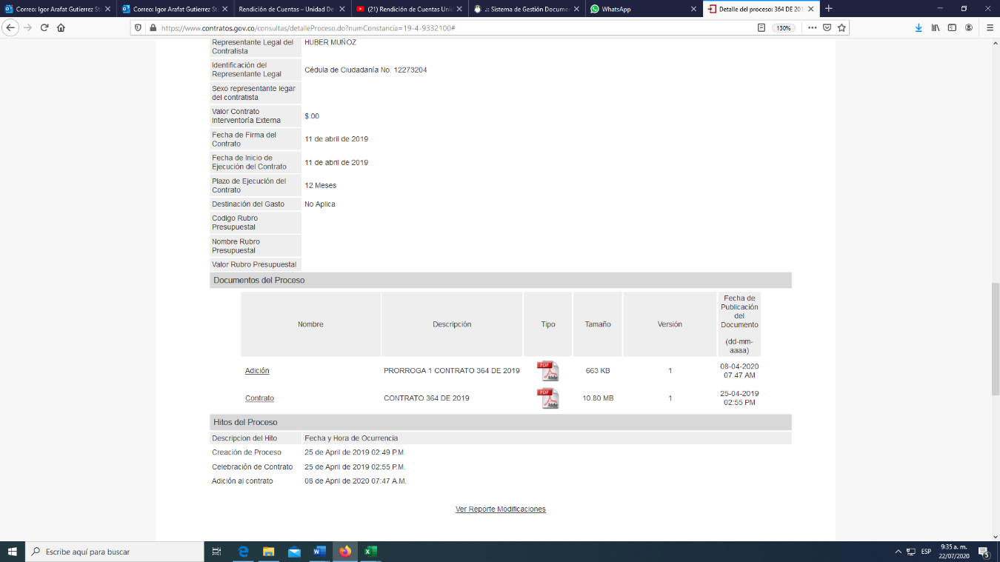 Correo: Igor Arafat Gutierrez St
Correo: Igor Arafat Gutierrez St
Rendición de Cuentas – Unidad De
(21) Rendición de Cuentas Uni
.:: Sistema de Gestión Docume
WhatsApp
Detalle del proceso: 364 DE 201
https://www.contratos.gov.co/consultas/detalleProceso.do?numConstancia=19-4-9332100#
130%
Representante Legal del
Contratista
HUBER MUÑOZ
Identificación del
Representante Legal
Cédula de Ciudadanía No. 12273204
Sexo representante legar
del contratista
Valor Contrato
Interventoría Externa
$.00
Fecha de Firma del
Contrato
11 de abril de 2019
Fecha de Inicio de
Ejecución del Contrato
11 de abril de 2019
Plazo de Ejecución del
Contrato
12 Meses
Destinación del Gasto
No Aplica
Codigo Rubro
Presupuestal
Nombre Rubro
Presupuestal
Valor Rubro Presupuestal
Documentos del Proceso
Nombre
Descripción
Tipo
Tamaño
Versión
Fecha de
Publicación
del
Documento
(dd-mm-
aaaa)
Adición
PRORROGA 1 CONTRATO 364 DE 2019
PDF
Adobe
663 KB
1
08-04-2020
07:47 AM
Contrato
CONTRATO 364 DE 2019
PDF
Adobe
10.80 MB
1
25-04-2019
02:55 PM
Hitos del Proceso
Descripcion del Hito
Fecha y Hora de Ocurrencia
Creación de Proceso
25 de April de 2019 02:49 P.M.
Celebración de Contrato
25 de April de 2019 02:55 P.M.
Adición al contrato
08 de April de 2020 07:47 A.M.
Ver Reporte Modificaciones
Escribe aquí para buscar
ESP
9:35 a. m.
22/07/2020
5